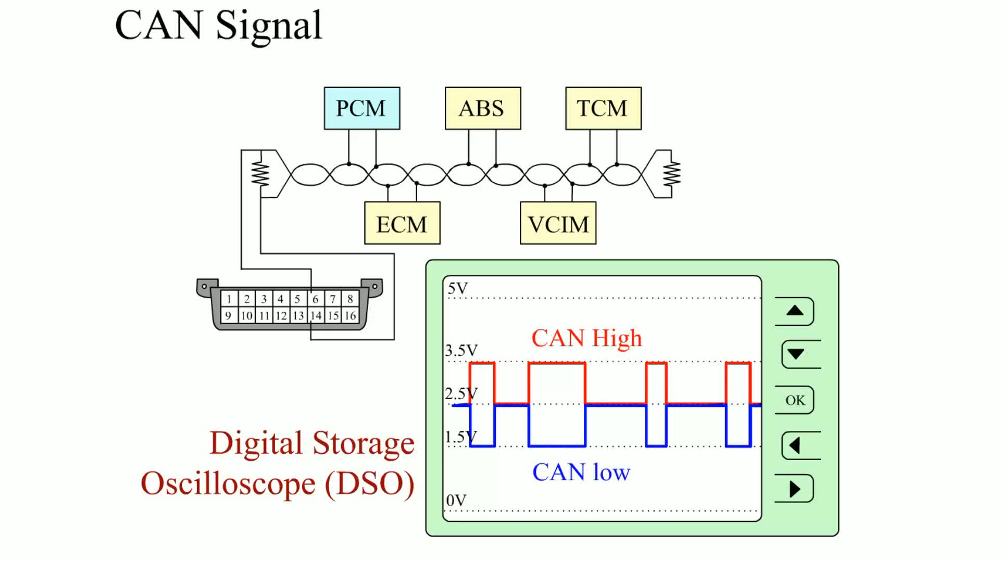 CAN Signal
PCM ABS TCM
ECM VCIM
1 2 3 4 5 6 7 8
9 10 11 12 13 14 15 16
5V
CAN High
3.5V
2.5V
OK
1.5V
CAN low
0V
Digital Storage
Oscilloscope (DSO)